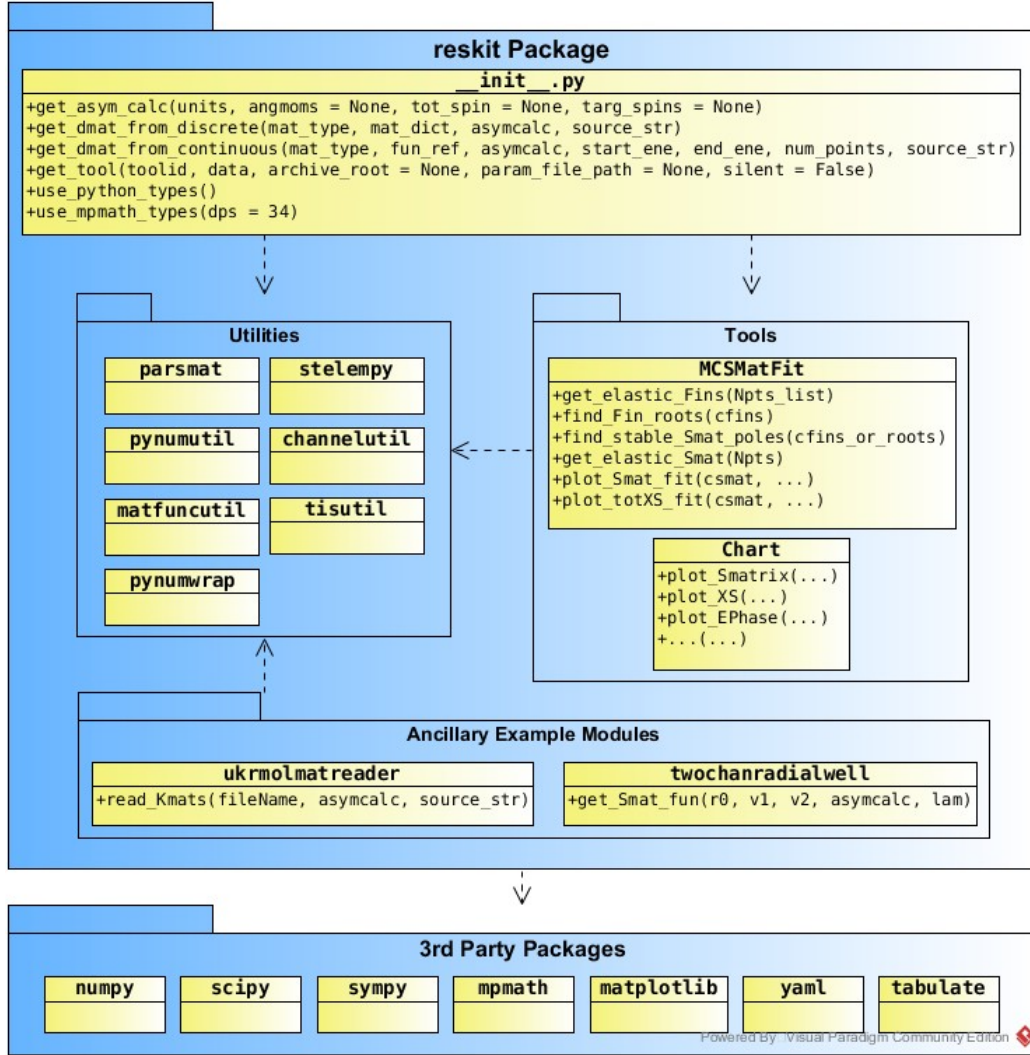 reskit Package
__init__.py
+get_asym_calc(units, angmoms = None, tot_spin = None, targ_spins = None)
+get_dmat_from_discrete(mat_type, mat_dict, asymcalc, source_str)
+get_dmat_from_continuous(mat_type, fun_ref, asymcalc, start_ene, end_ene, num_points, source_str)
+get_tool(toolid, data, archive_root = None, param_file_path = None, silent = False)
+use_python_types()
+use_mpmath_types(dps = 34)
Utilities
parsmat
stelempy
pynumutil
channelutil
matfuncutil
tisutil
pynumwrap
Tools
MCSMatFit
+get_elastic_Fins(Npts_list)
+find_Fin_roots(cfins)
+find_stable_Smat_poles(cfins_or_roots)
+get_elastic_Smat(Npts)
+plot_Smat_fit(csmat, ...)
+plot_totXS_fit(csmat, ...)
Chart
+plot_Smatrix(...)
+plot_XS(...)
+plot_EPhase(...)
+...(...)
Ancillary Example Modules
ukrmolmatreader
+read_Kmats(fileName, asymcalc, source_str)
twochanradialwell
+get_Smat_fun(r0, v1, v2, asymcalc, lam)
3rd Party Packages
numpy
scipy
sympy
mpmath
matplotlib
yaml
tabulate
Powered By Visual Paradigm Community Edition